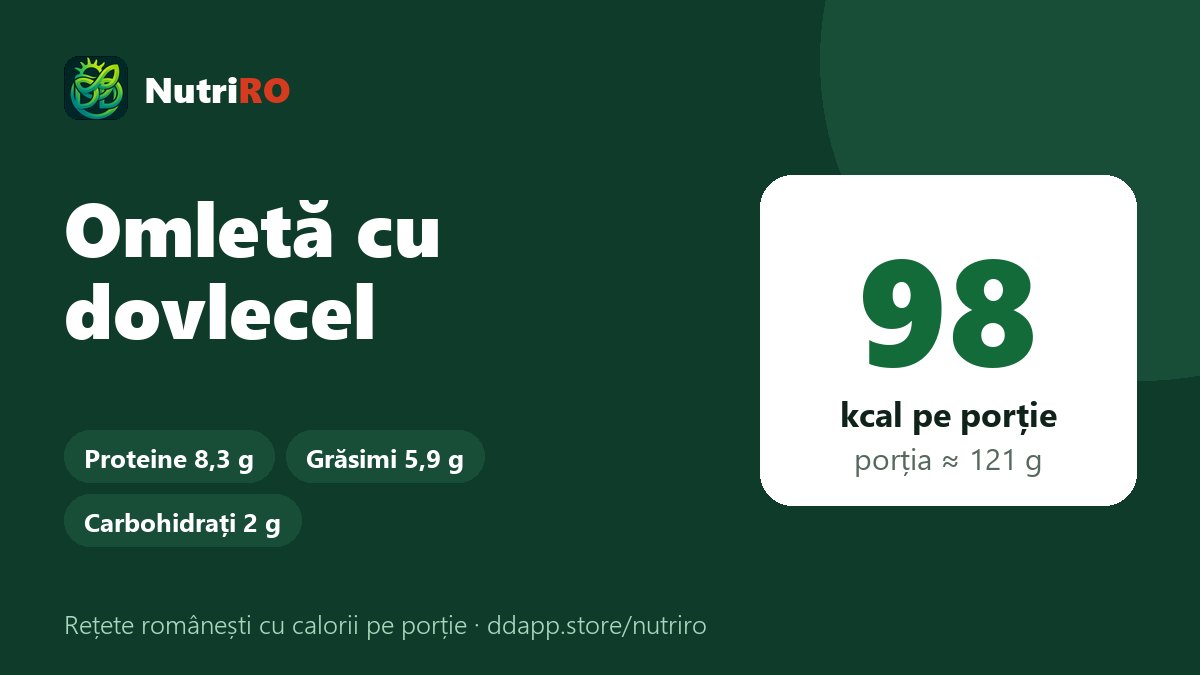 NutriRO
Omletă cu
dovlecel
98
kcal pe porție
porția ≈ 121 g
Proteine 8,3 g
Grăsimi 5,9 g
Carbohidrați 2 g
Rețete românești cu calorii pe porție · ddapp.store/nutriro